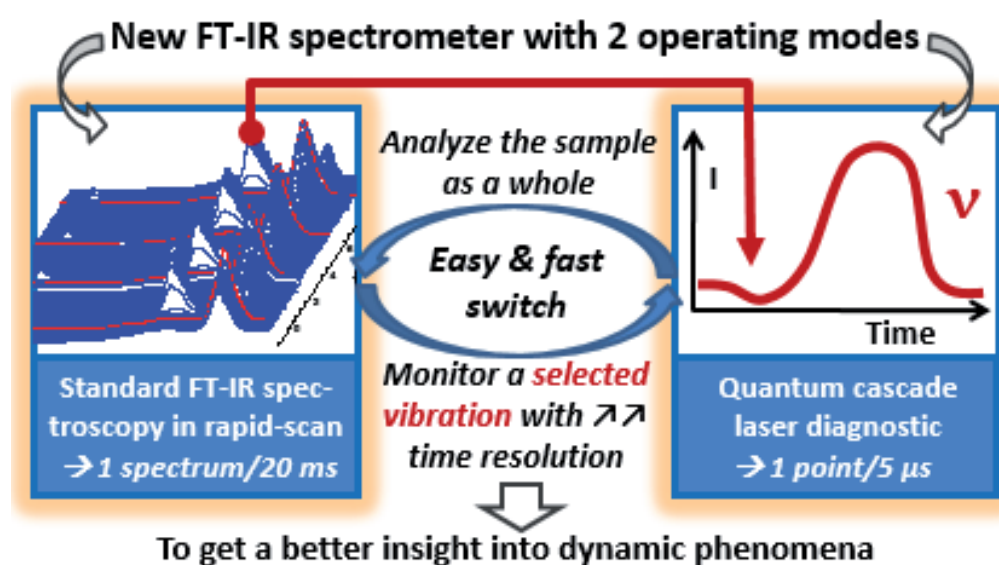 New FT-IR spectrometer with 2 operating modes
Analyze the sample
as a whole
Easy & fast
switch
Monitor a selected
vibration with ↗↗
time resolution
Standard FT-IR spec-
troscopy in rapid-scan
→ 1 spectrum/20 ms
I
ν
Time
Quantum cascade
laser diagnostic
→ 1 point/5 µs
To get a better insight into dynamic phenomena